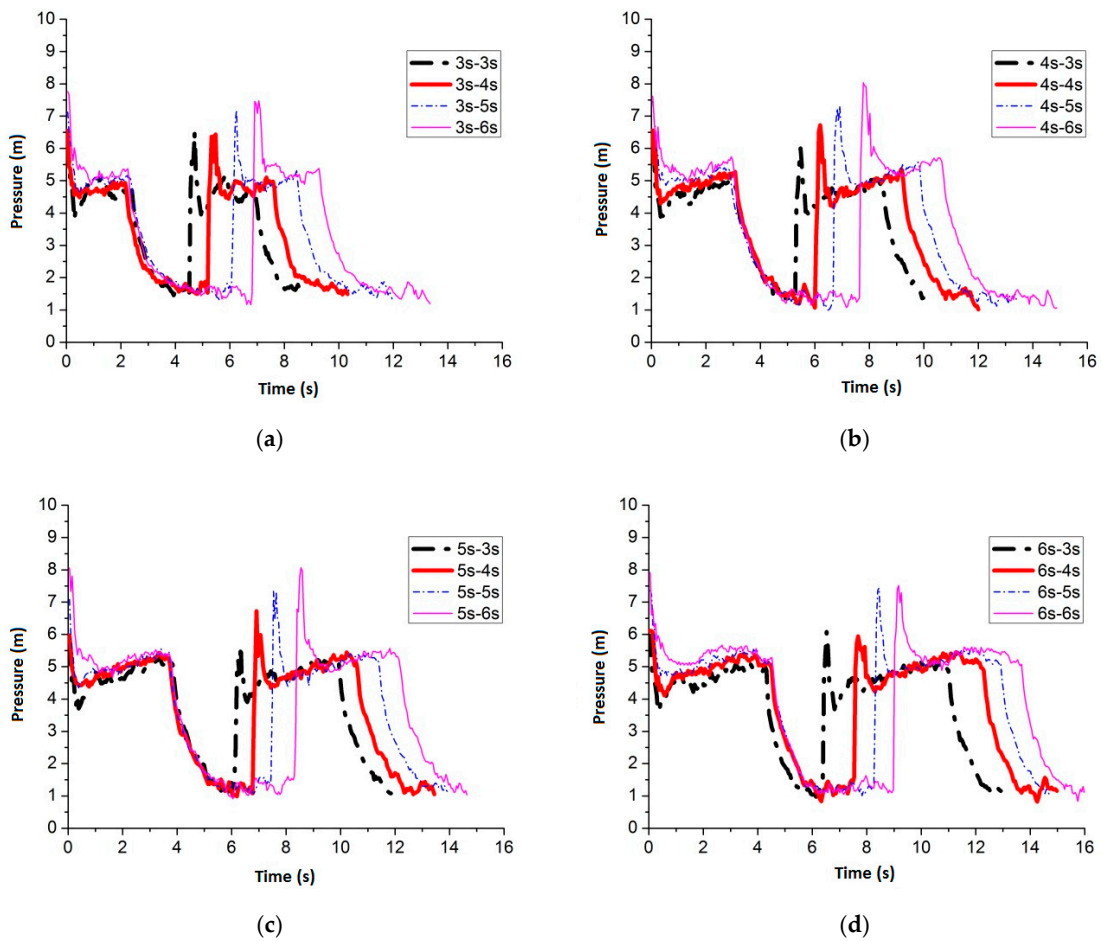 10
9
8
7
6
5
4
3
2
1
0
Pressure (m)
3s-3s
3s-4s
3s-5s
3s-6s
0 2 4 6 8 10 12 14 16
Time (s)
(a)
10
9
8
7
6
5
4
3
2
1
0
Pressure (m)
4s-3s
4s-4s
4s-5s
4s-6s
0 2 4 6 8 10 12 14 16
Time (s)
(b)
10
9
8
7
6
5
4
3
2
1
0
Pressure (m)
5s-3s
5s-4s
5s-5s
5s-6s
0 2 4 6 8 10 12 14 16
Time (s)
(c)
10
9
8
7
6
5
4
3
2
1
0
Pressure (m)
6s-3s
6s-4s
6s-5s
6s-6s
0 2 4 6 8 10 12 14 16
Time (s)
(d)